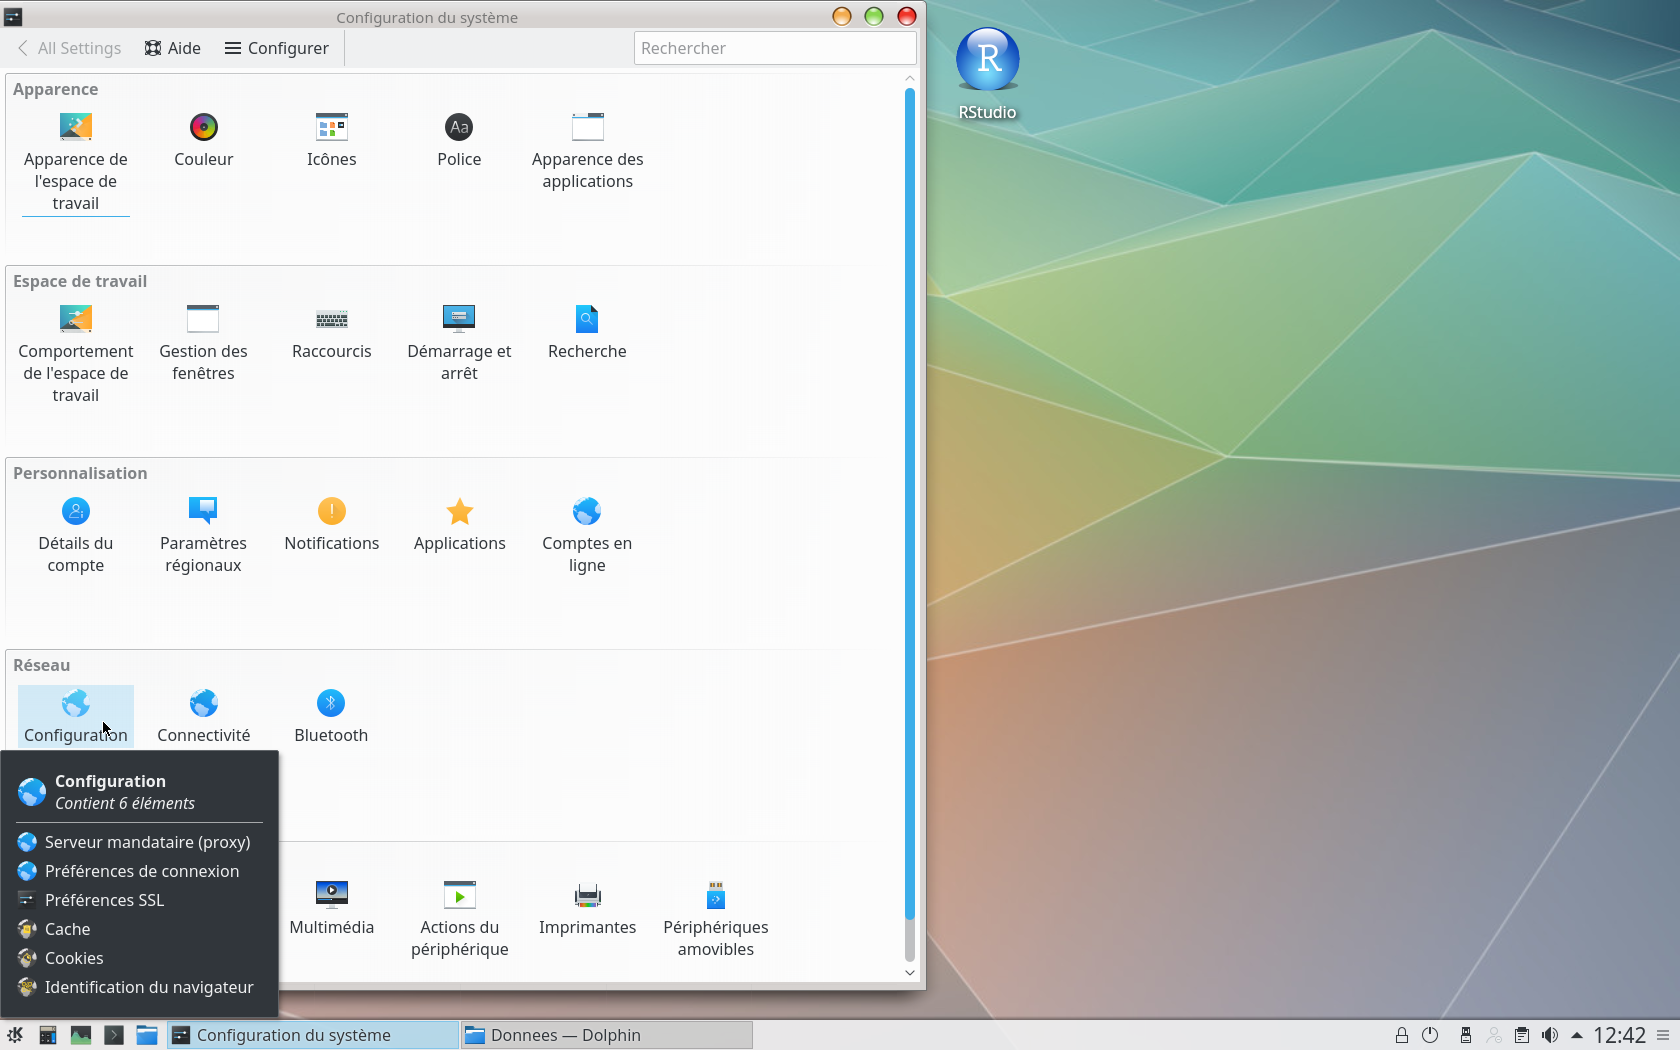 Configuration du système
All Settings Aide Configurer Rechercher
R
RStudio
Apparence
Aa
Apparence de
l'espace de
travail
Couleur
Icônes
Police
Apparence des
applications
Espace de travail
Comportement
de l'espace de
travail
Gestion des
fenêtres
Raccourcis
Démarrage et
arrêt
Recherche
Personnalisation
Détails du
compte
Paramètres
régionaux
Notifications
Applications
Comptes en
ligne
Réseau
Configuration
Connectivité
Bluetooth
Configuration
Contient 6 éléments
Serveur mandataire (proxy)
Préférences de connexion
Préférences SSL
Cache
Cookies
Identification du navigateur
Multimédia
Actions du
périphérique
Imprimantes
Périphériques
amovibles
Configuration du système
Donnees — Dolphin
12:42